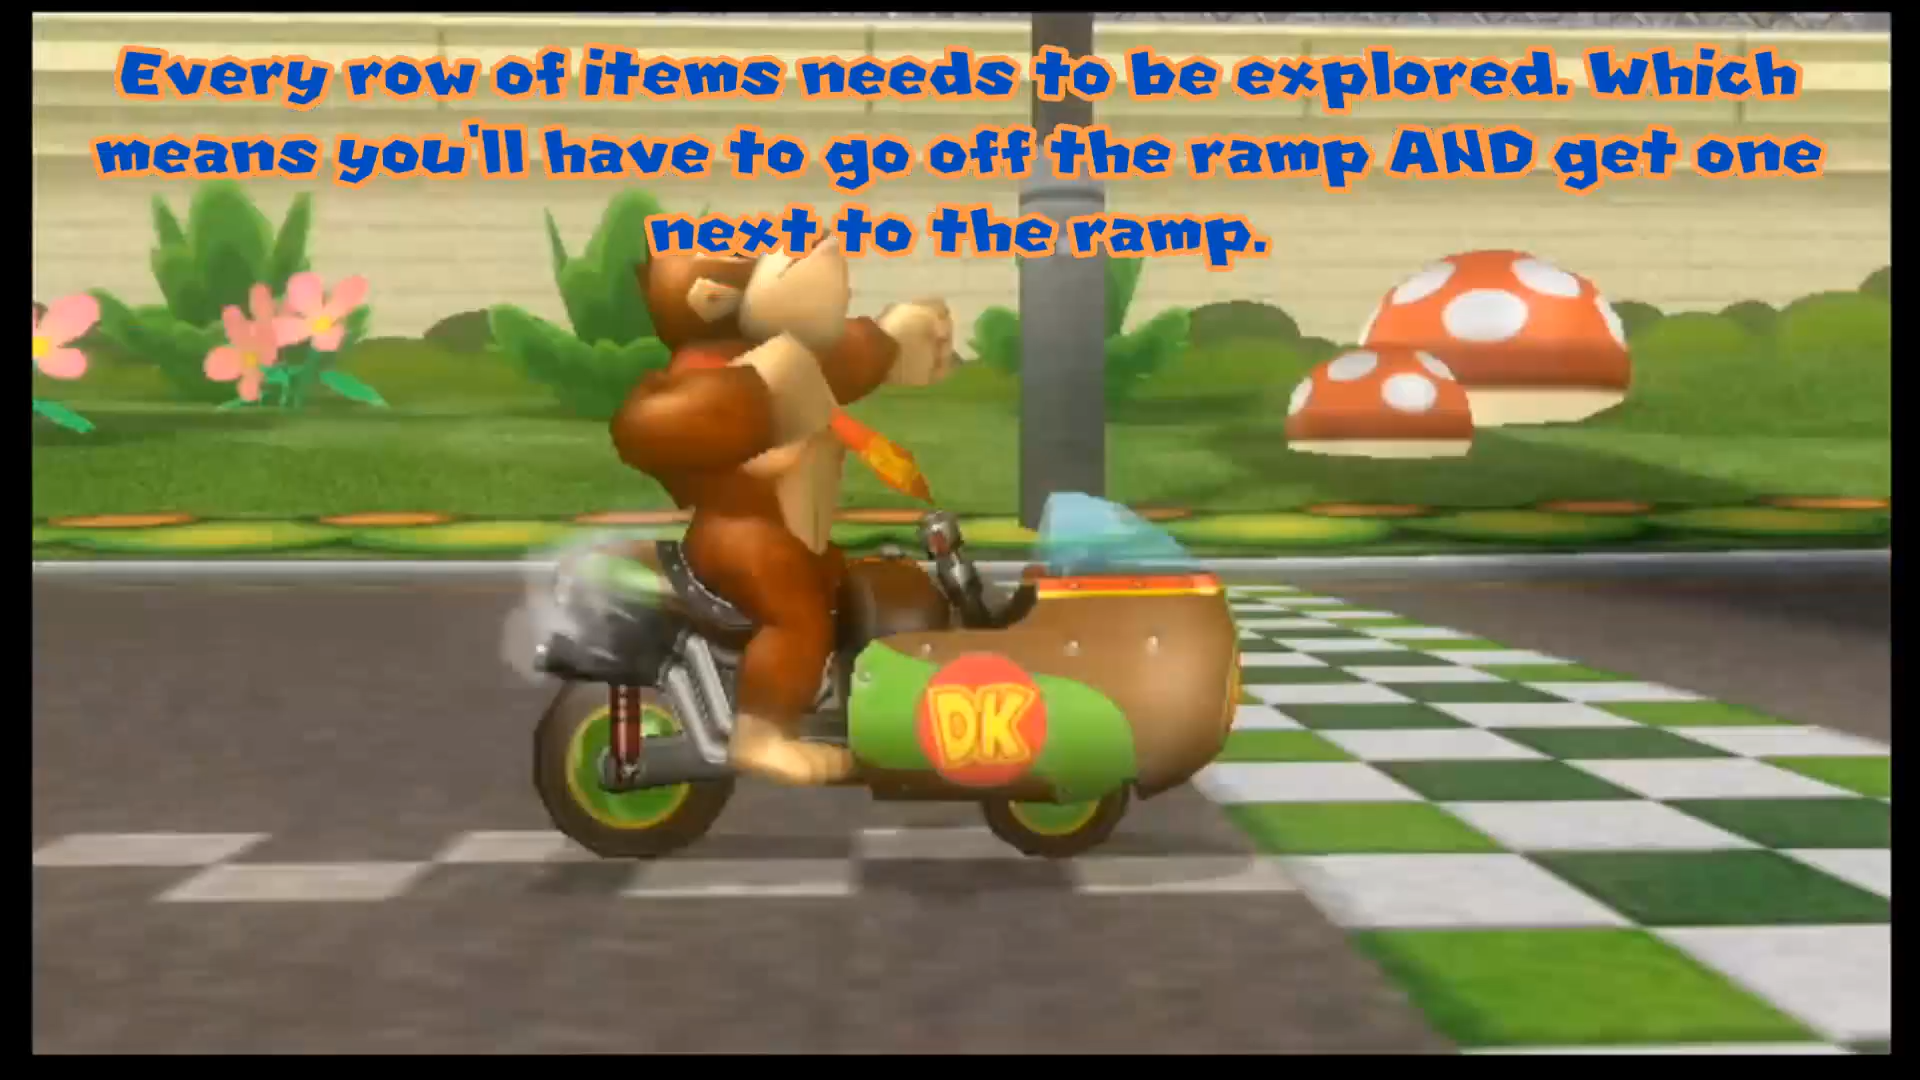 Every row of items needs to be explored. Which
means you'll have to go off the ramp AND get one
next to the ramp.
DK